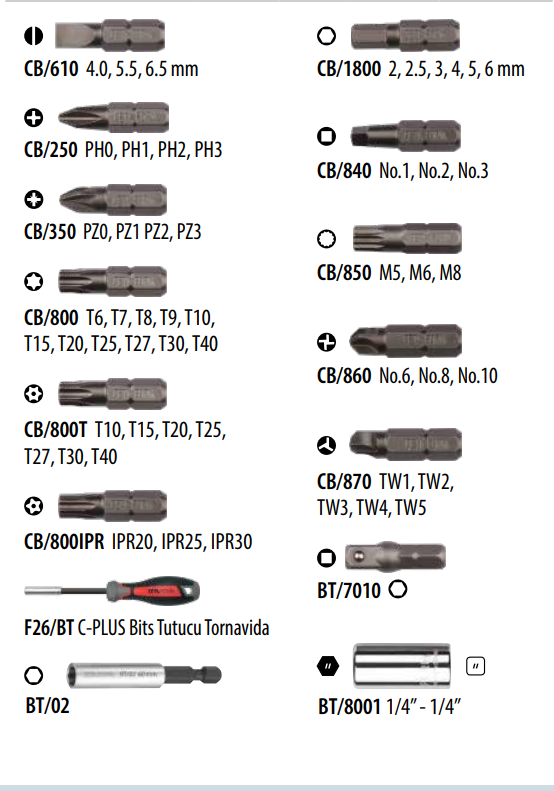 CB/610 4.0, 5.5, 6.5 mm
CB/250 PH0, PH1, PH2, PH3
CB/350 PZ0, PZ1 PZ2, PZ3
CB/800 T6, T7, T8, T9, T10,
T15, T20, T25, T27, T30, T40
CB/800T T10, T15, T20, T25,
T27, T30, T40
CB/800IPR IPR20, IPR25, IPR30
F26/BT C-PLUS Bits Tutucu Tornavida
BT/02
CB/1800 2, 2.5, 3, 4, 5, 6 mm
CB/840 No.1, No.2, No.3
CB/850 M5, M6, M8
CB/860 No.6, No.8, No.10
CB/870 TW1, TW2,
TW3, TW4, TW5
BT/7010
BT/8001 1/4” - 1/4”